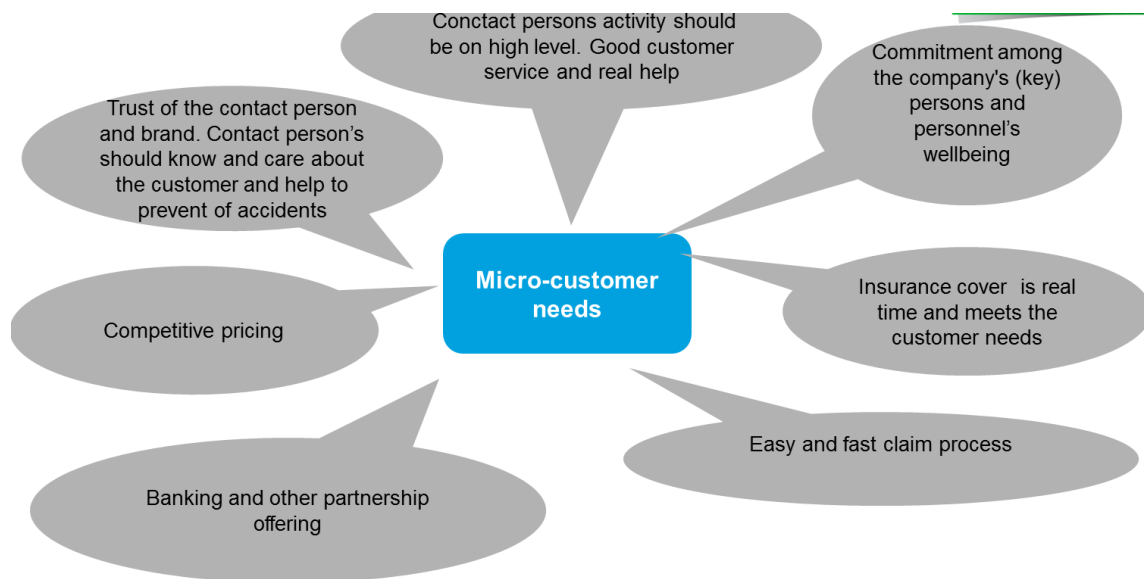 Conctact persons activity should
be on high level. Good customer
service and real help
Commitment among
the company's (key)
persons and
personnel’s
wellbeing
Trust of the contact person
and brand. Contact person’s
should know and care about
the customer and help to
prevent of accidents
Micro-customer
needs
Insurance cover  is real
time and meets the
customer needs
Competitive pricing
Easy and fast claim process
Banking and other partnership
offering